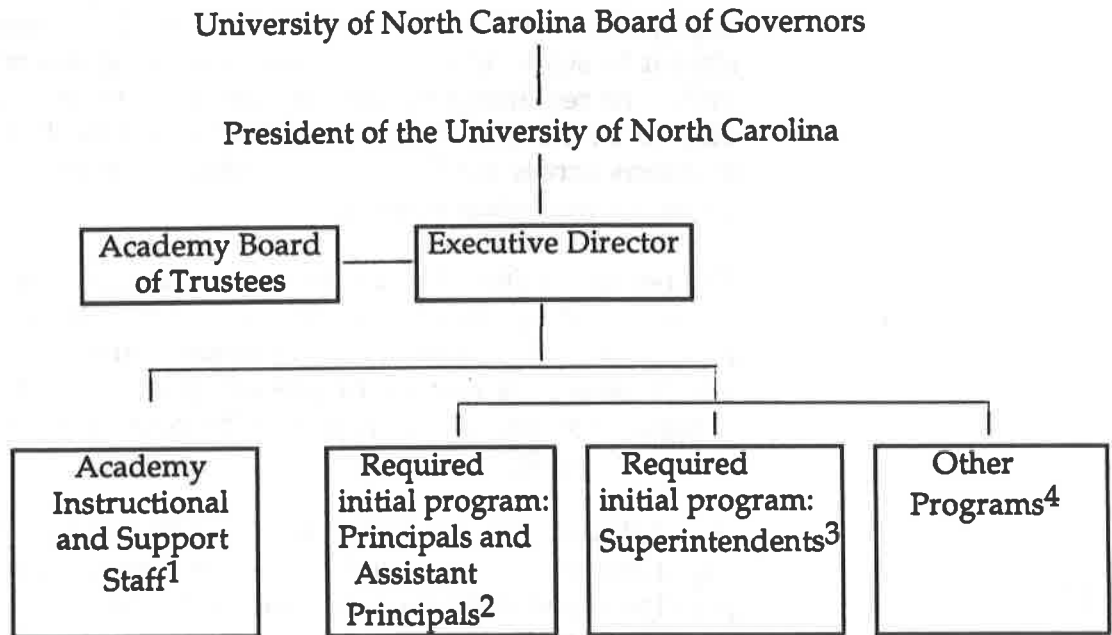 University of North Carolina Board of Governors
President of the University of North Carolina
Academy Board
of Trustees
Executive Director
Academy
Instructional
and Support
Staff1
Required
initial program:
Principals and
Assistant
Principals2
Required
initial program:
Superintendents3
Other
Programs4